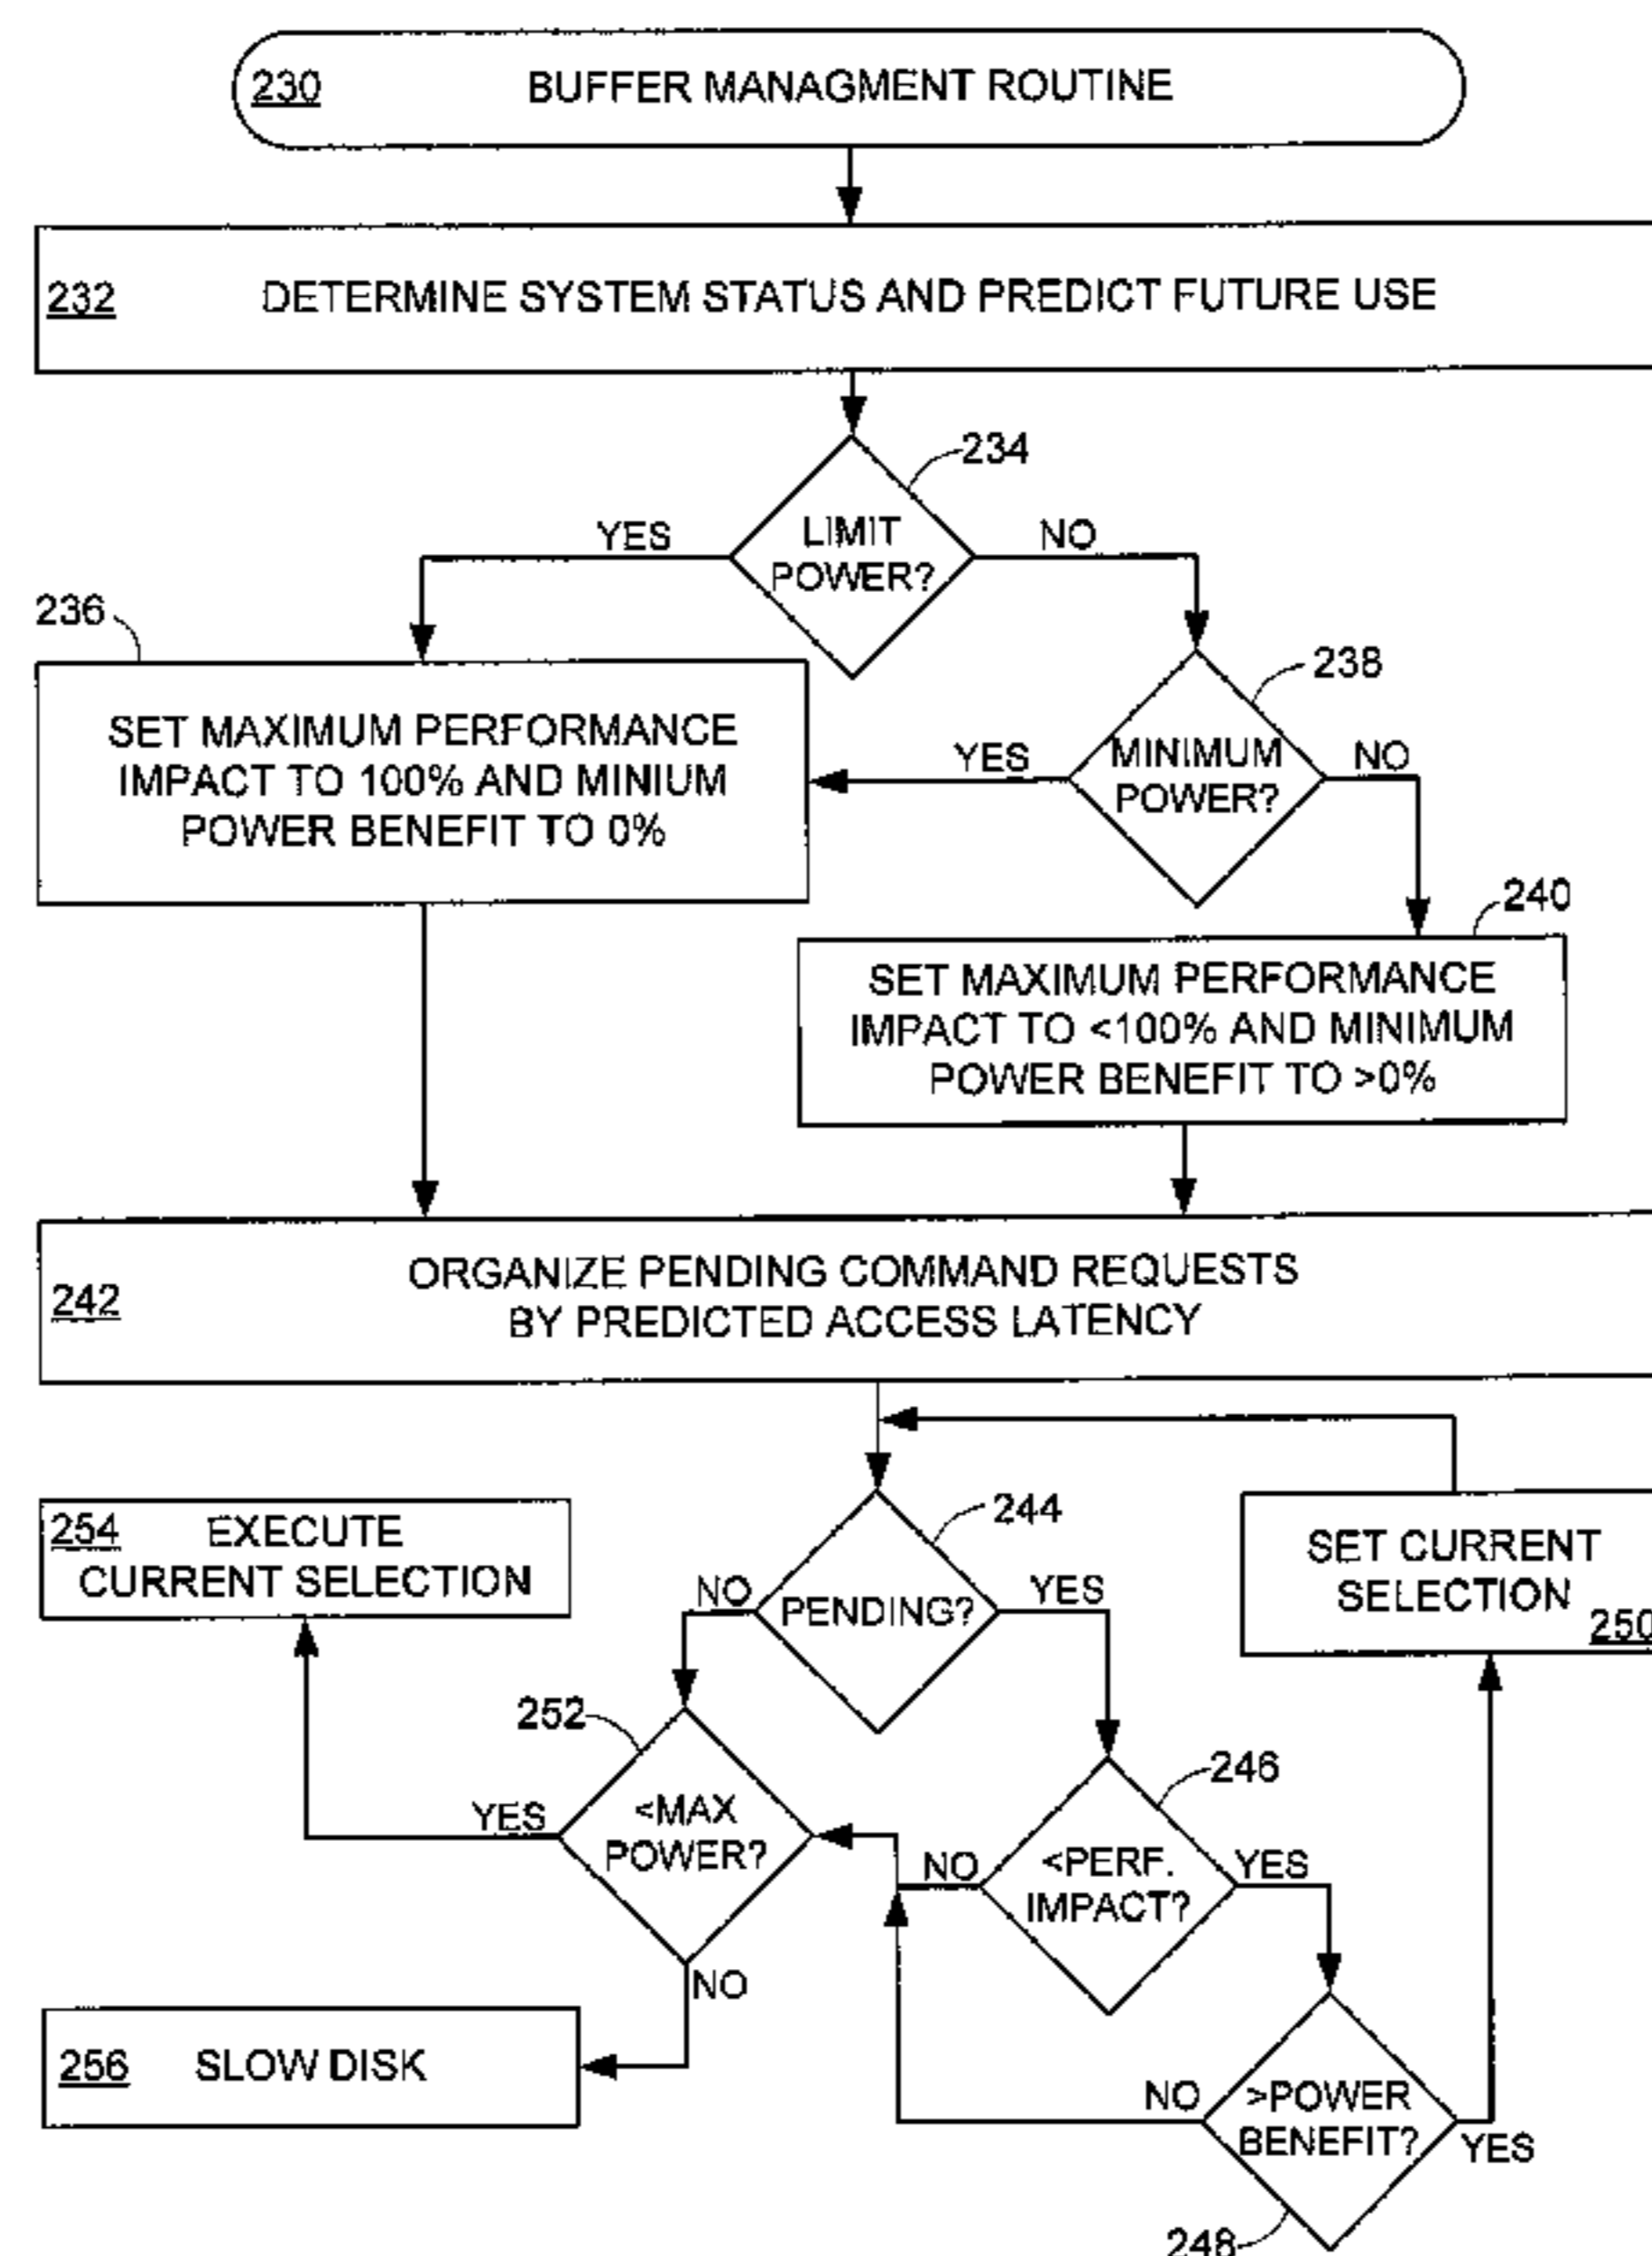 230 BUFFER MANAGMENT ROUTINE
232 DETERMINE SYSTEM STATUS AND PREDICT FUTURE USE
234
LIMIT
POWER?
YES
NO
236
SET MAXIMUM PERFORMANCE
IMPACT TO 100% AND MINIUM
POWER BENEFIT TO 0%
238
MINIMUM
POWER?
YES
NO
240
SET MAXIMUM PERFORMANCE
IMPACT TO <100% AND MINIMUM
POWER BENEFIT TO >0%
242
ORGANIZE PENDING COMMAND REQUESTS
BY PREDICTED ACCESS LATENCY
244
PENDING?
NO
YES
254 EXECUTE
CURRENT SELECTION
SET CURRENT
SELECTION
250
252
<MAX
POWER?
YES
NO
246
<PERF.
IMPACT?
NO
YES
256 SLOW DISK
>POWER
BENEFIT?
NO
YES
248